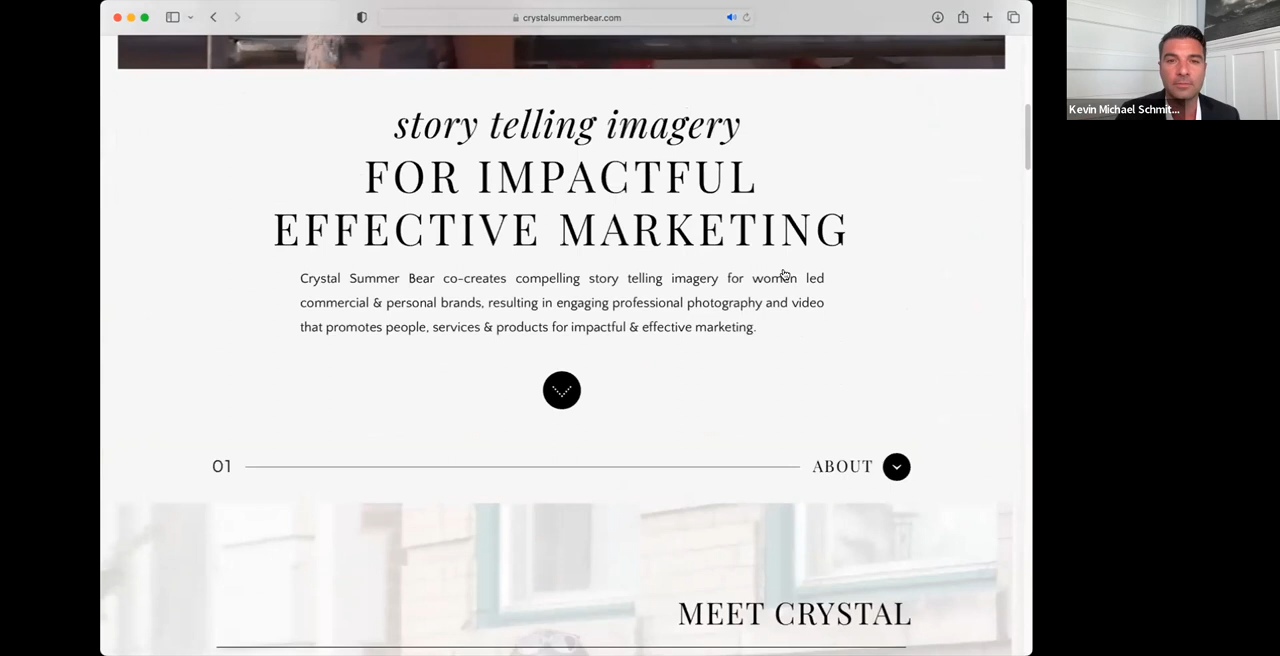 crystalsummerbear.com
Kevin Michael Schmit...
story telling imagery
FOR IMPACTFUL
EFFECTIVE MARKETING
Crystal Summer Bear co-creates compelling story telling imagery for women led
commercial & personal brands, resulting in engaging professional photography and video
that promotes people, services & products for impactful & effective marketing.
01
ABOUT
MEET CRYSTAL